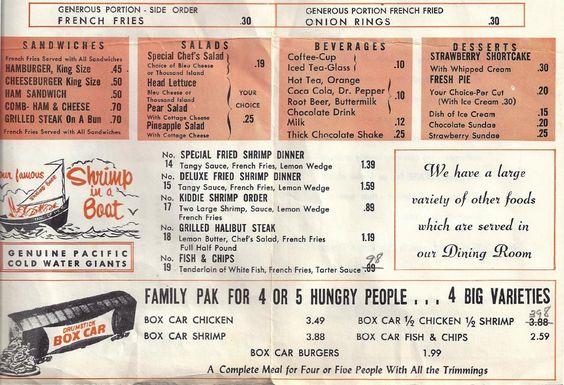 GENEROUS PORTION - SIDE ORDER
FRENCH FRIES .30
GENEROUS PORTION FRENCH FRIED
ONION RINGS .30
SANDWICHES
French Fries Served with All Sandwiches
HAMBURGER, King Size .45
CHEESEBURGER King Size .50
HAM SANDWICH .50
COMB- HAM & CHEESE .70
GRILLED STEAK On A Bun .70
French Fries Served with All Sandwiches
SALADS
Special Chef's Salad
Choice of Bleu Cheese
or Thousand Island
.19
Head Lettuce
Bleu Cheese or
Thousand Island
Pear Salad
With Cottage Cheese
Pineapple Salad
With Cottage Cheese
YOUR
CHOICE
.25
BEVERAGES
Coffee-Cup
Iced Tea-Glass .10
Hot Tea, Orange
Coca Cola, Dr. Pepper
Root Beer, Buttermilk
Chocolate Drink
.10
Milk .12
Thick Chocolate Shake .25
DESSERTS
STRAWBERRY SHORTCAKE
With Whipped Cream .30
FRESH PIE
Your Choice-Per Cut .20
(With Ice Cream .30)
Dish of Ice Cream .15
Chocolate Sundae .20
Strawberry Sundae .25
our famous
Shrimp
in a
Boat
GENUINE PACIFIC
COLD WATER GIANTS
No. 14 SPECIAL FRIED SHRIMP DINNER
Tangy Sauce, French Fries, Lemon Wedge 1.39
No. 15 DELUXE FRIED SHRIMP DINNER
Tangy Sauce, French Fries, Lemon Wedge 1.59
No. 17 KIDDIE SHRIMP ORDER
Two Large Shrimp, Sauce, Lemon Wedge .89
French Fries
No. 18 GRILLED HALIBUT STEAK
Lemon Butter, Chef's Salad, French Fries 1.19
Full Half Pound
No. 19 FISH & CHIPS 98
Tenderloin of White Fish, French Fries, Tarter Sauce .89
We have a large
variety of other foods
which are served in
our Dining Room
DRUMSTICK
BOX CAR
FAMILY PAK FOR 4 OR 5 HUNGRY PEOPLE . . . 4 BIG VARIETIES
BOX CAR CHICKEN 3.49
BOX CAR SHRIMP 3.88
398
BOX CAR ½ CHICKEN ½ SHRIMP 3.88
BOX CAR FISH & CHIPS 2.59
BOX CAR BURGERS 1.99
A Complete Meal for Four or Five People With All the Trimmings